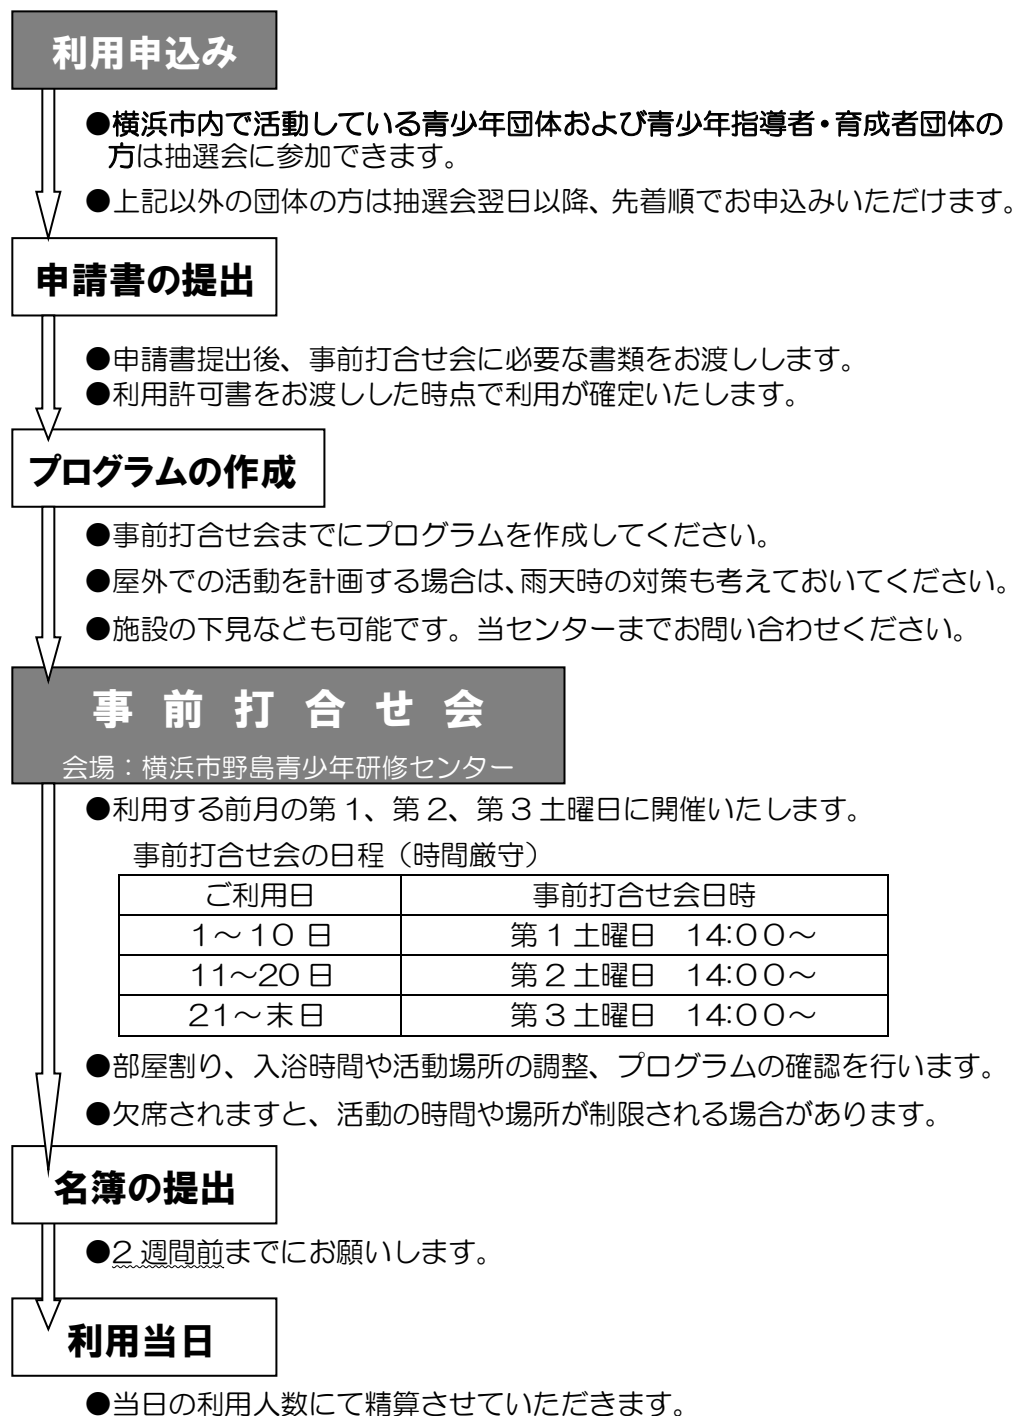 利用申込み
●横浜市内で活動している青少年団体および青少年指導者・育成者団体の
方は抽選会に参加できます。
●上記以外の団体の方は抽選会翌日以降、先着順でお申込みいただけます。
申請書の提出
●申請書提出後、事前打合せ会に必要な書類をお渡しします。
●利用許可書をお渡しした時点で利用が確定いたします。
プログラムの作成
●事前打合せ会までにプログラムを作成してください。
●屋外での活動を計画する場合は、雨天時の対策も考えておいてください。
●施設の下見なども可能です。当センターまでお問い合わせください。
事 前 打 合 せ 会
会場：横浜市野島青少年研修センター
●利用する前月の第1、第2、第3土曜日に開催いたします。
事前打合せ会の日程（時間厳守）
ご利用日 事前打合せ会日時
1～10 日 第1土曜日 14:00～
11～20日 第2土曜日 14:00～
21～末日 第3土曜日 14:00～
●部屋割り、入浴時間や活動場所の調整、プログラムの確認を行います。
●欠席されますと、活動の時間や場所が制限される場合があります。
名簿の提出
●2週間前までにお願いします。
利用当日
●当日の利用人数にて精算させていただきます。